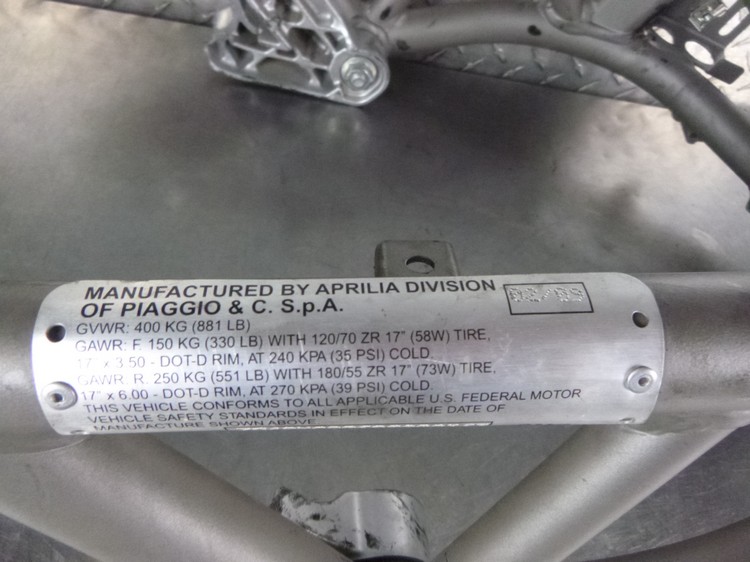 MANUFACTURED BY APRILIA DIVISION 02/09
OF PIAGGIO & C. S.p.A.
GVWR: 400 KG (881 LB)
GAWR: F. 150 KG (330 LB) WITH 120/70 ZR 17" (58W) TIRE,
17" x 3.50 - DOT-D RIM, AT 240 KPA (35 PSI) COLD.
GAWR: R. 250 KG (551 LB) WITH 180/55 ZR 17" (73W) TIRE,
17" x 6.00 - DOT-D RIM, AT 270 KPA (39 PSI) COLD.
THIS VEHICLE CONFORMS TO ALL APPLICABLE U.S. FEDERAL MOTOR
VEHICLE SAFETY STANDARDS IN EFFECT ON THE DATE OF
MANUFACTURE SHOWN ABOVE